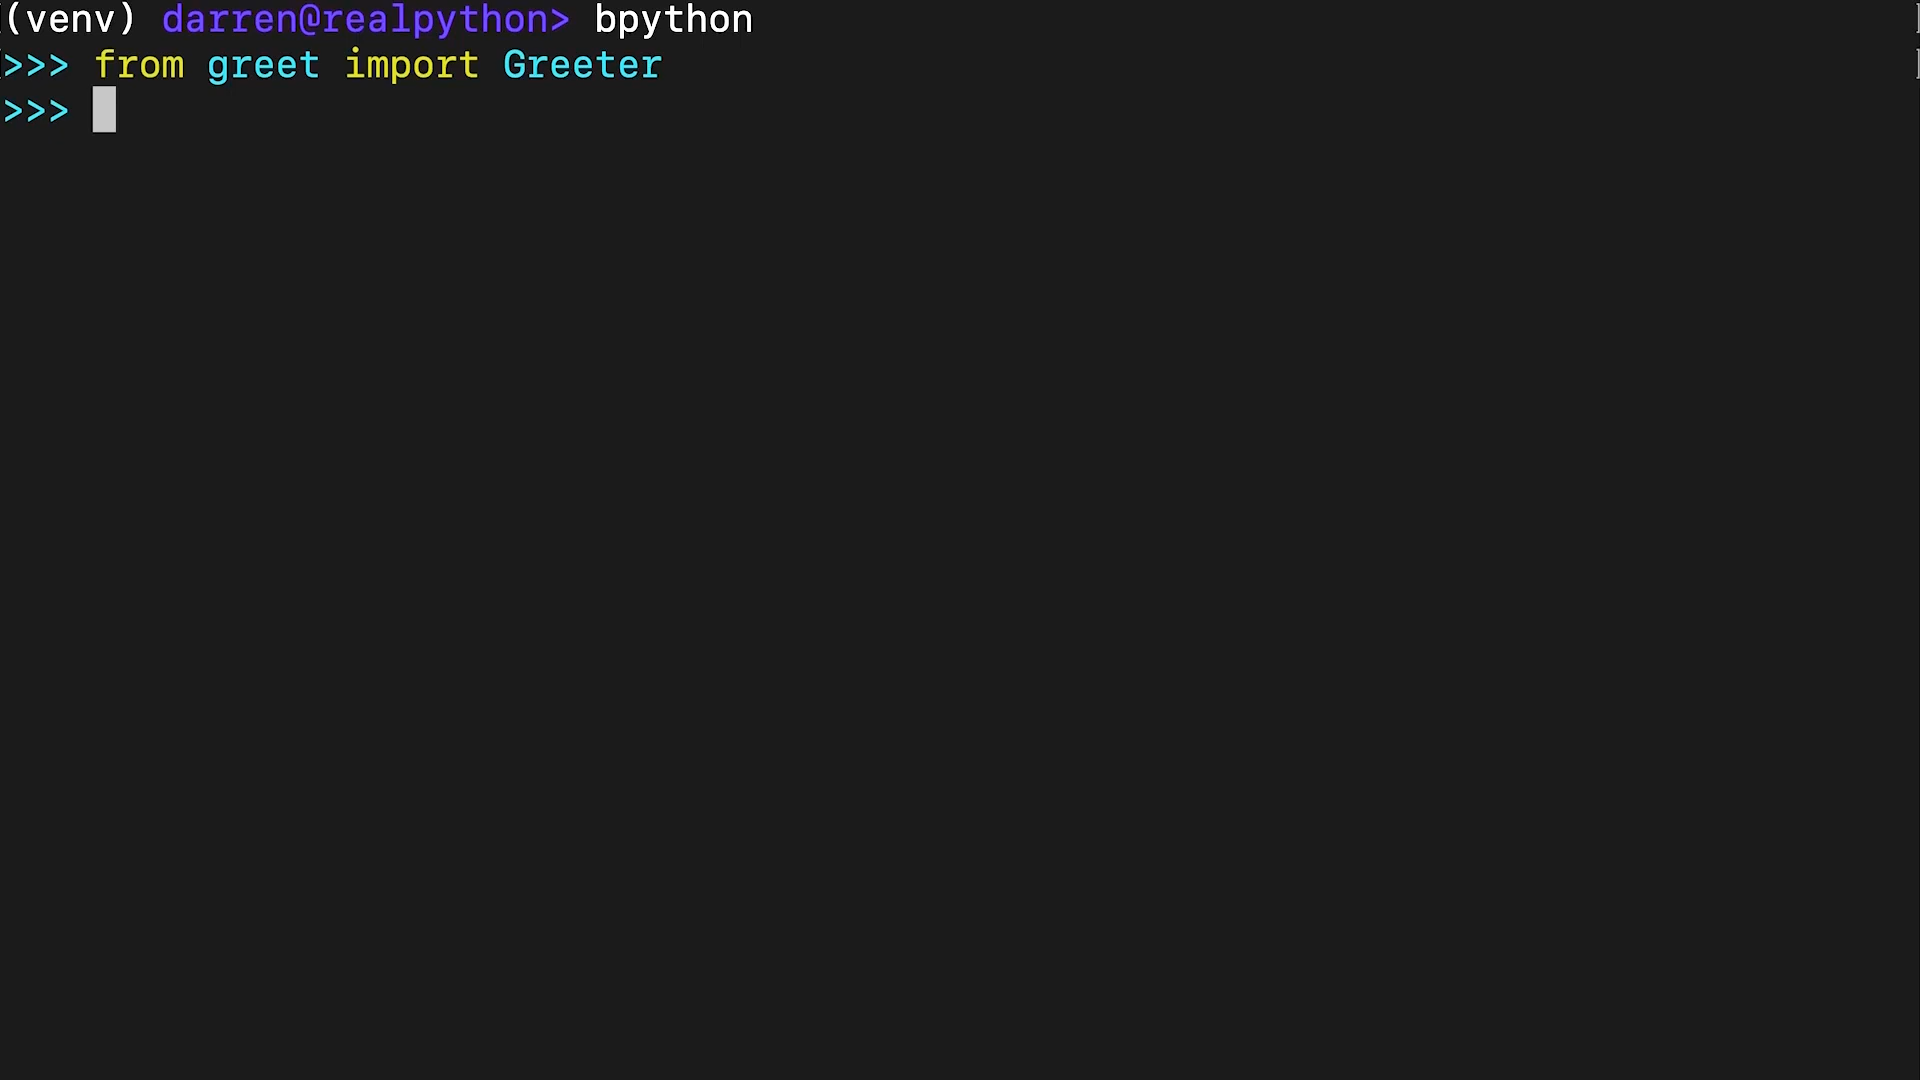 (venv) darren@realpython> bpython
>>> from greet import Greeter
>>>